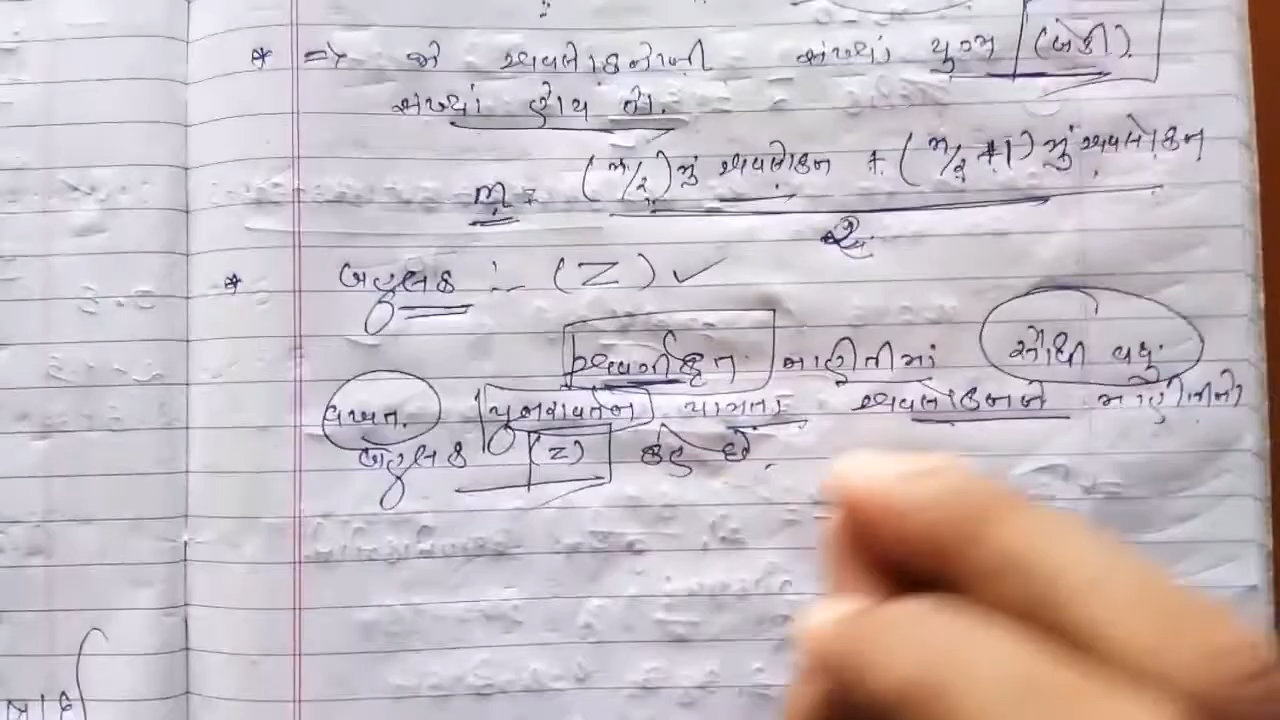 * => જો અવલોકનોની સંખ્યા યુગ્મ (બેકી)
સંખ્યા હોય તો.
M = (n/2) મું અવલોકન + (n/2 + 1) મું અવલોકન
2
* બહુલક :- (Z) ✓
અવર્ગીકૃત માહીતીમાં સૌથી વધુ
વખત પુનરાવર્તન પામતા અવલોકનને માહીતીનો
બહુલક (Z) કહે છે.